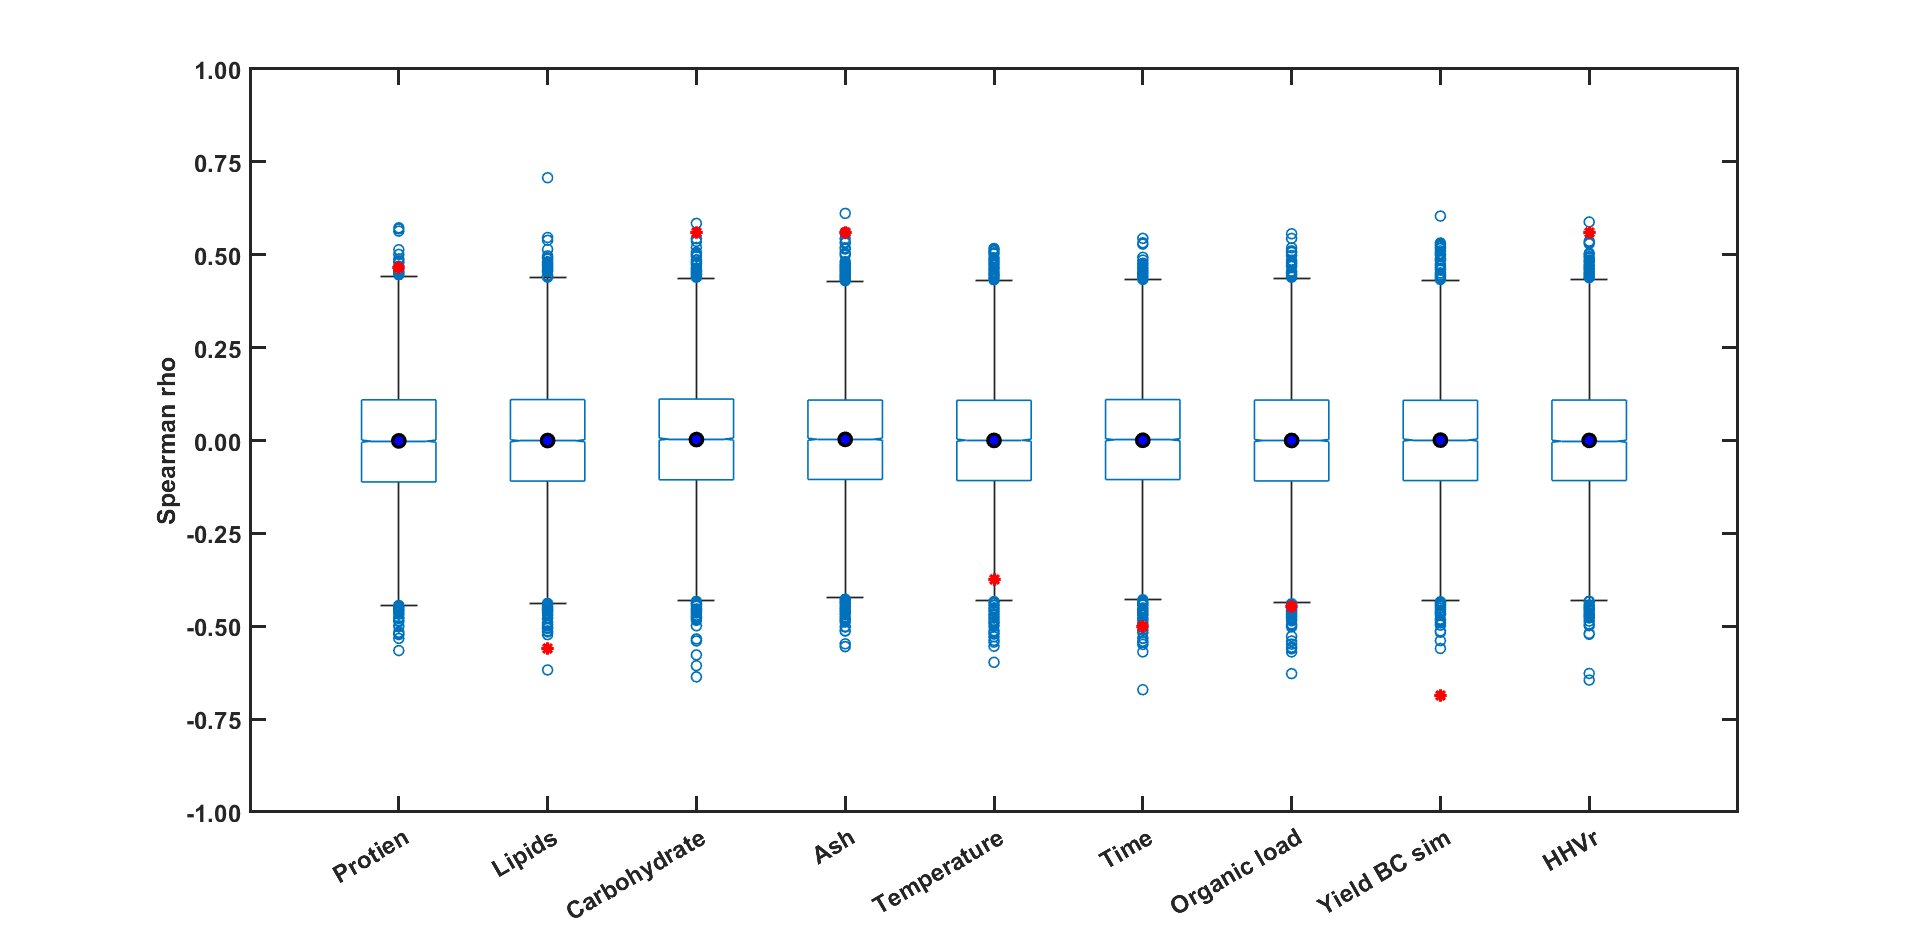 1.00
0.75
0.50
0.25
0.00
-0.25
-0.50
-0.75
-1.00
Spearman rho
Protien
Lipids
Carbohydrate
Ash
Temperature
Time
Organic load
Yield BC sim
HHVr